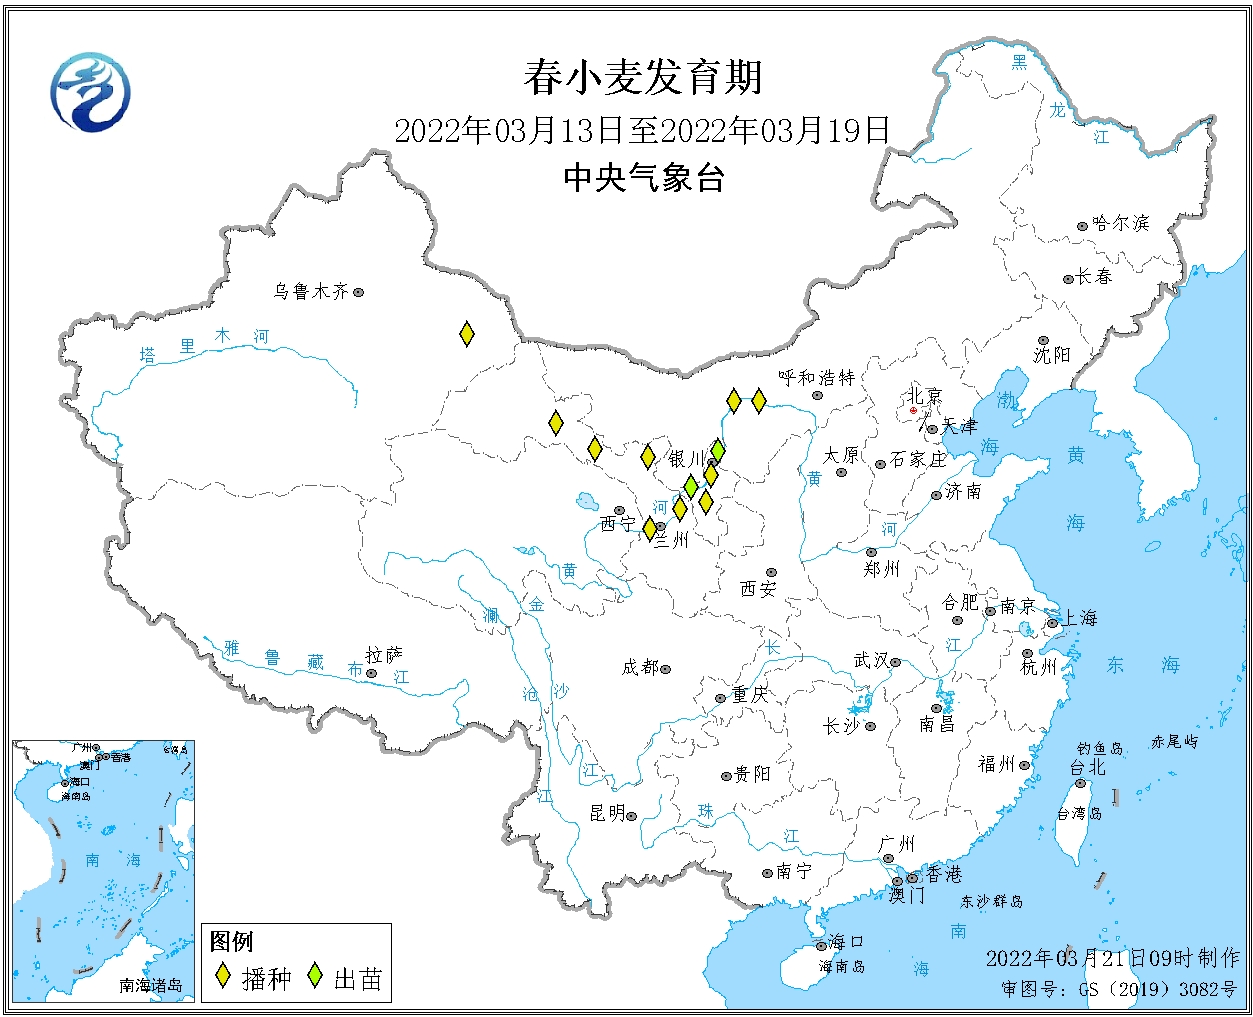 春小麦发育期
2022年03月13日至2022年03月19日
中央气象台
黑
龙
江
哈尔滨
长春
沈阳
乌鲁木齐
塔里木河
呼和浩特
北京
天津
渤
海
黄
海
银川
太原
石家庄
济南
黄
河
西宁
河
兰州
郑州
黄
西安
合肥
南京
上海
金
澜
雅鲁藏布江
拉萨
成都
长
武汉
江
杭州
东海
沧
沙
重庆
长沙
南昌
钓鱼岛
赤尾屿
台北
福州
贵阳
江
江
昆明
珠
江
台湾岛
广州
南宁
香港
澳门
东沙群岛
南
海
海口
海南岛
广州
香港
澳门
海口
海南岛
台湾岛
南海
南海诸岛
图例
播种 出苗
2022年03月21日09时制作
审图号: GS（2019）3082号